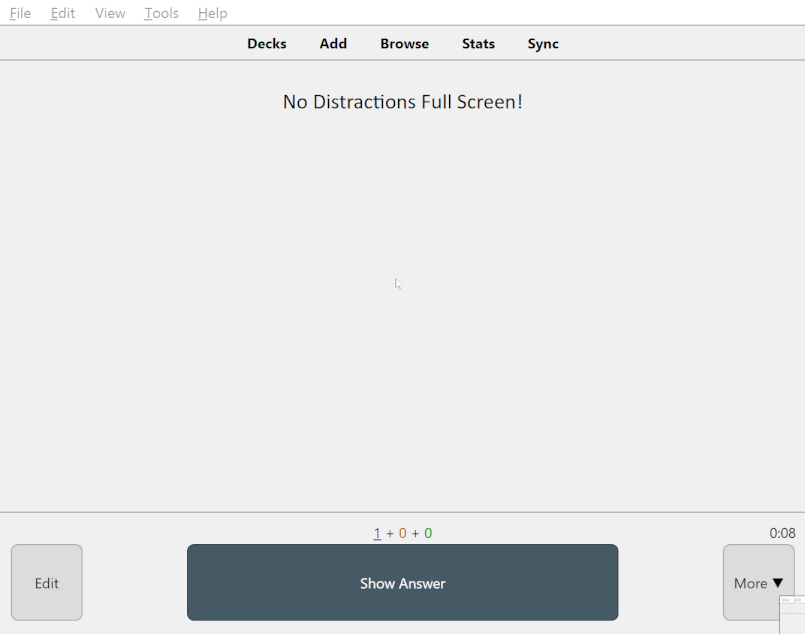 File Edit View Tools Help
Decks Add Browse Stats Sync
No Distractions Full Screen!
1 + 0 + 0
0:08
Edit
Show Answer
More ▼